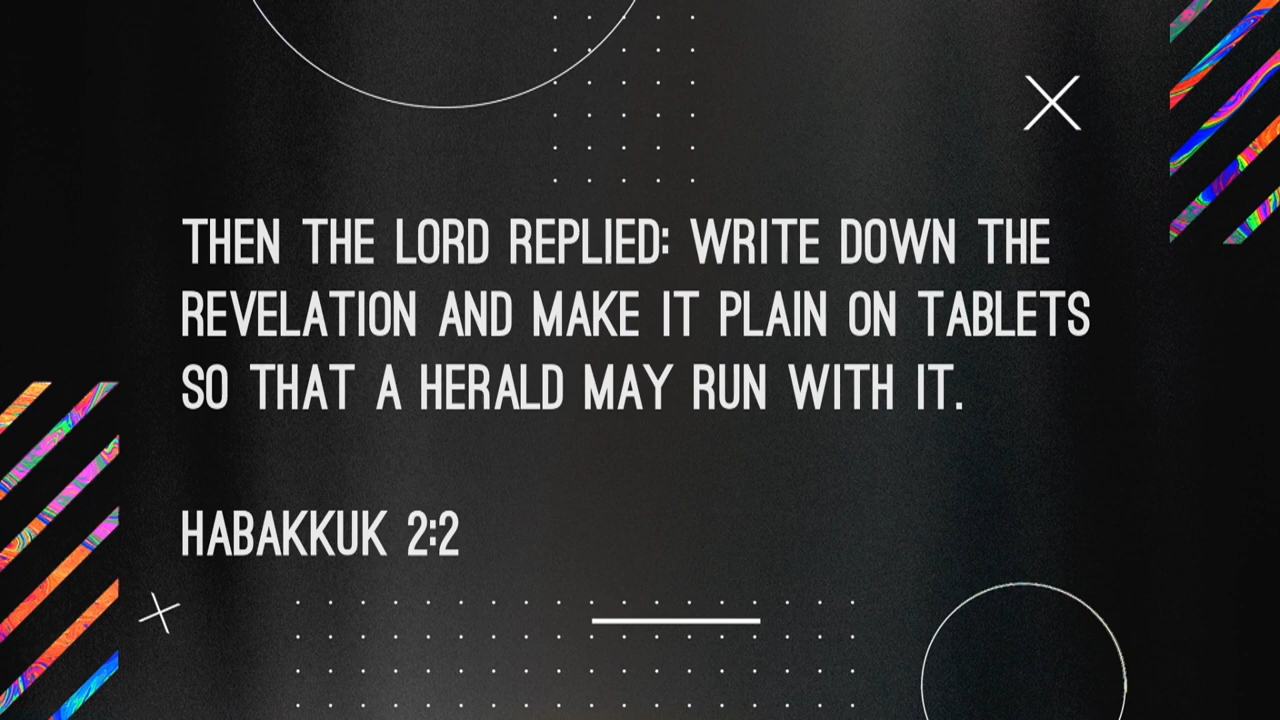 THEN THE LORD REPLIED: WRITE DOWN THE
REVELATION AND MAKE IT PLAIN ON TABLETS
SO THAT A HERALD MAY RUN WITH IT.
HABAKKUK 2:2